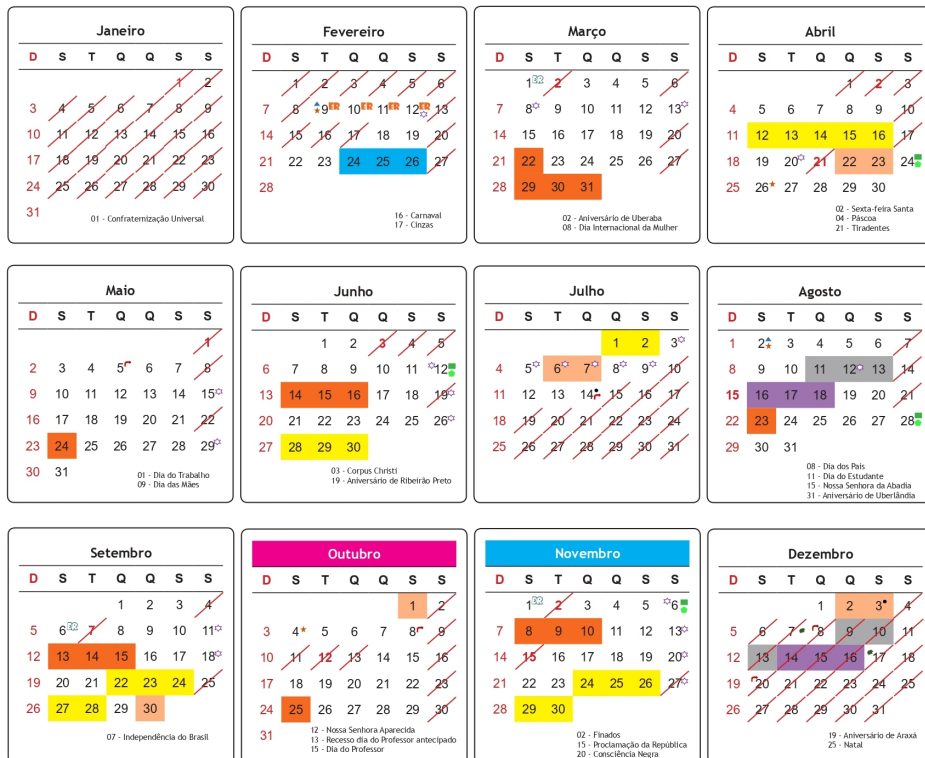 Janeiro
D S T Q Q S S
1 2
3 4 5 6 7 8 9
10 11 12 13 14 15 16
17 18 19 20 21 22 23
24 25 26 27 28 29 30
31
01 - Confraternização Universal
Fevereiro
D S T Q Q S S
1 2 3 4 5 6
7 8 9 ER 10 ER 11 ER 12 ER 13
14 15 16 17 18 19 20
21 22 23 24 25 26 27
28
16 - Carnaval
17 - Cinzas
Março
D S T Q Q S S
1 ER 2 3 4 5 6
7 8 9 10 11 12 13
14 15 16 17 18 19 20
21 22 23 24 25 26 27
28 29 30 31
02 - Aniversário de Uberaba
08 - Dia Internacional da Mulher
Abril
D S T Q Q S S
1 2 3
4 5 6 7 8 9 10
11 12 13 14 15 16 17
18 19 20 21 22 23 24
25 26 27 28 29 30
02 - Sexta-feira Santa
04 - Páscoa
21 - Tiradentes
Maio
D S T Q Q S S
1
2 3 4 5 6 7 8
9 10 11 12 13 14 15
16 17 18 19 20 21 22
23 24 25 26 27 28 29
30 31
01 - Dia do Trabalho
09 - Dia das Mães
Junho
D S T Q Q S S
1 2 3 4 5
6 7 8 9 10 11 12
13 14 15 16 17 18 19
20 21 22 23 24 25 26
27 28 29 30
03 - Corpus Christi
19 - Aniversário de Ribeirão Preto
Julho
D S T Q Q S S
1 2 3
4 5 6 7 8 9 10
11 12 13 14 15 16 17
18 19 20 21 22 23 24
25 26 27 28 29 30 31
Agosto
D S T Q Q S S
1 2 3 4 5 6 7
8 9 10 11 12 13 14
15 16 17 18 19 20 21
22 23 24 25 26 27 28
29 30 31
08 - Dia dos Pais
11 - Dia do Estudante
15 - Nossa Senhora da Abadia
31 - Aniversário de Uberlândia
Setembro
D S T Q Q S S
1 2 3 4
5 6 ER 7 8 9 10 11
12 13 14 15 16 17 18
19 20 21 22 23 24 25
26 27 28 29 30
07 - Independência do Brasil
Outubro
D S T Q Q S S
1 2
3 4 5 6 7 8 9
10 11 12 13 14 15 16
17 18 19 20 21 22 23
24 25 26 27 28 29 30
31
12 - Nossa Senhora Aparecida
13 - Recesso dia do Professor antecipado
15 - Dia do Professor
Novembro
D S T Q Q S S
1 ER 2 3 4 5 6
7 8 9 10 11 12 13
14 15 16 17 18 19 20
21 22 23 24 25 26 27
28 29 30
02 - Finados
15 - Proclamação da República
20 - Consciência Negra
Dezembro
D S T Q Q S S
1 2 3 4
5 6 7 8 9 10 11
12 13 14 15 16 17 18
19 20 21 22 23 24 25
26 27 28 29 30 31
19 - Aniversário de Araxá
25 - Natal